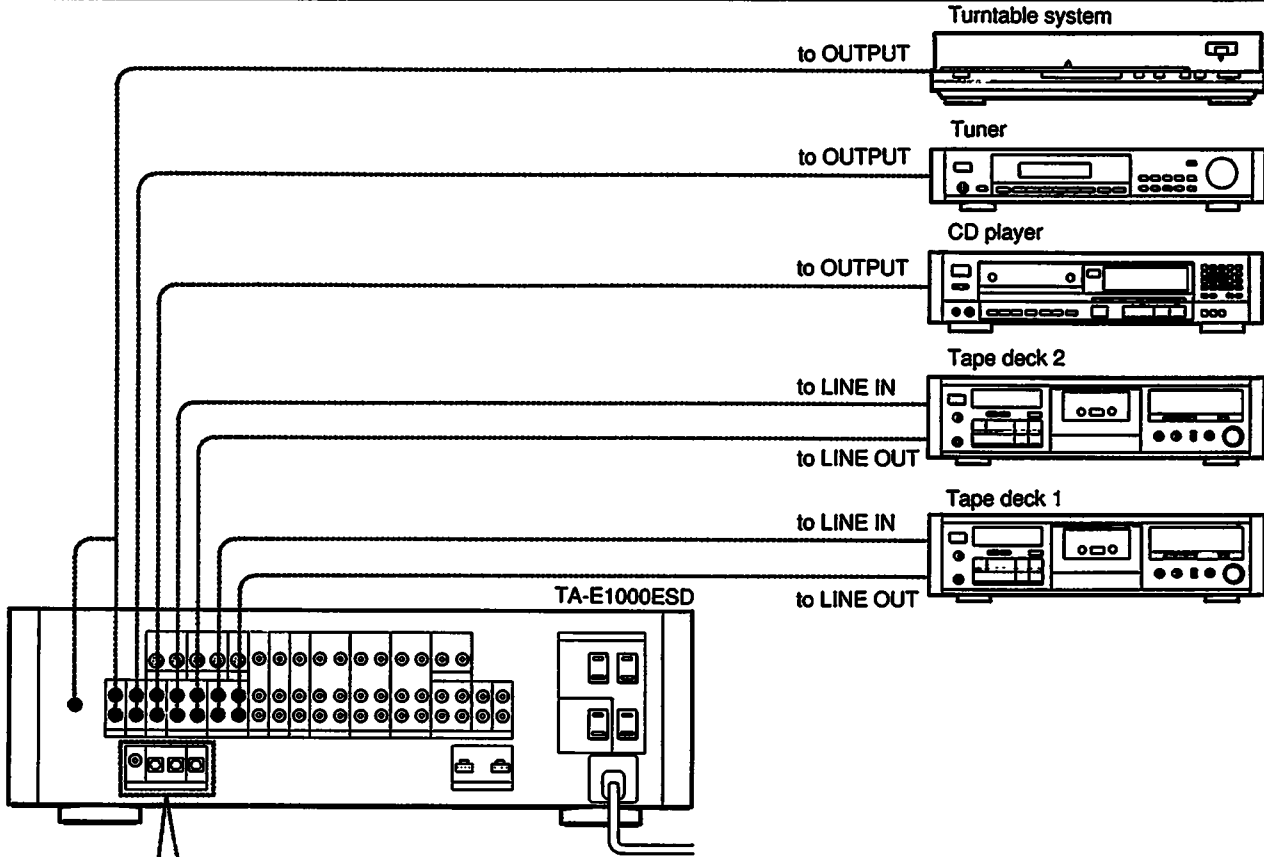 Turntable system
to OUTPUT
Tuner
to OUTPUT
CD player
to OUTPUT
Tape deck 2
to LINE IN
to LINE OUT
Tape deck 1
to LINE IN
TA-E1000ESD
to LINE OUT